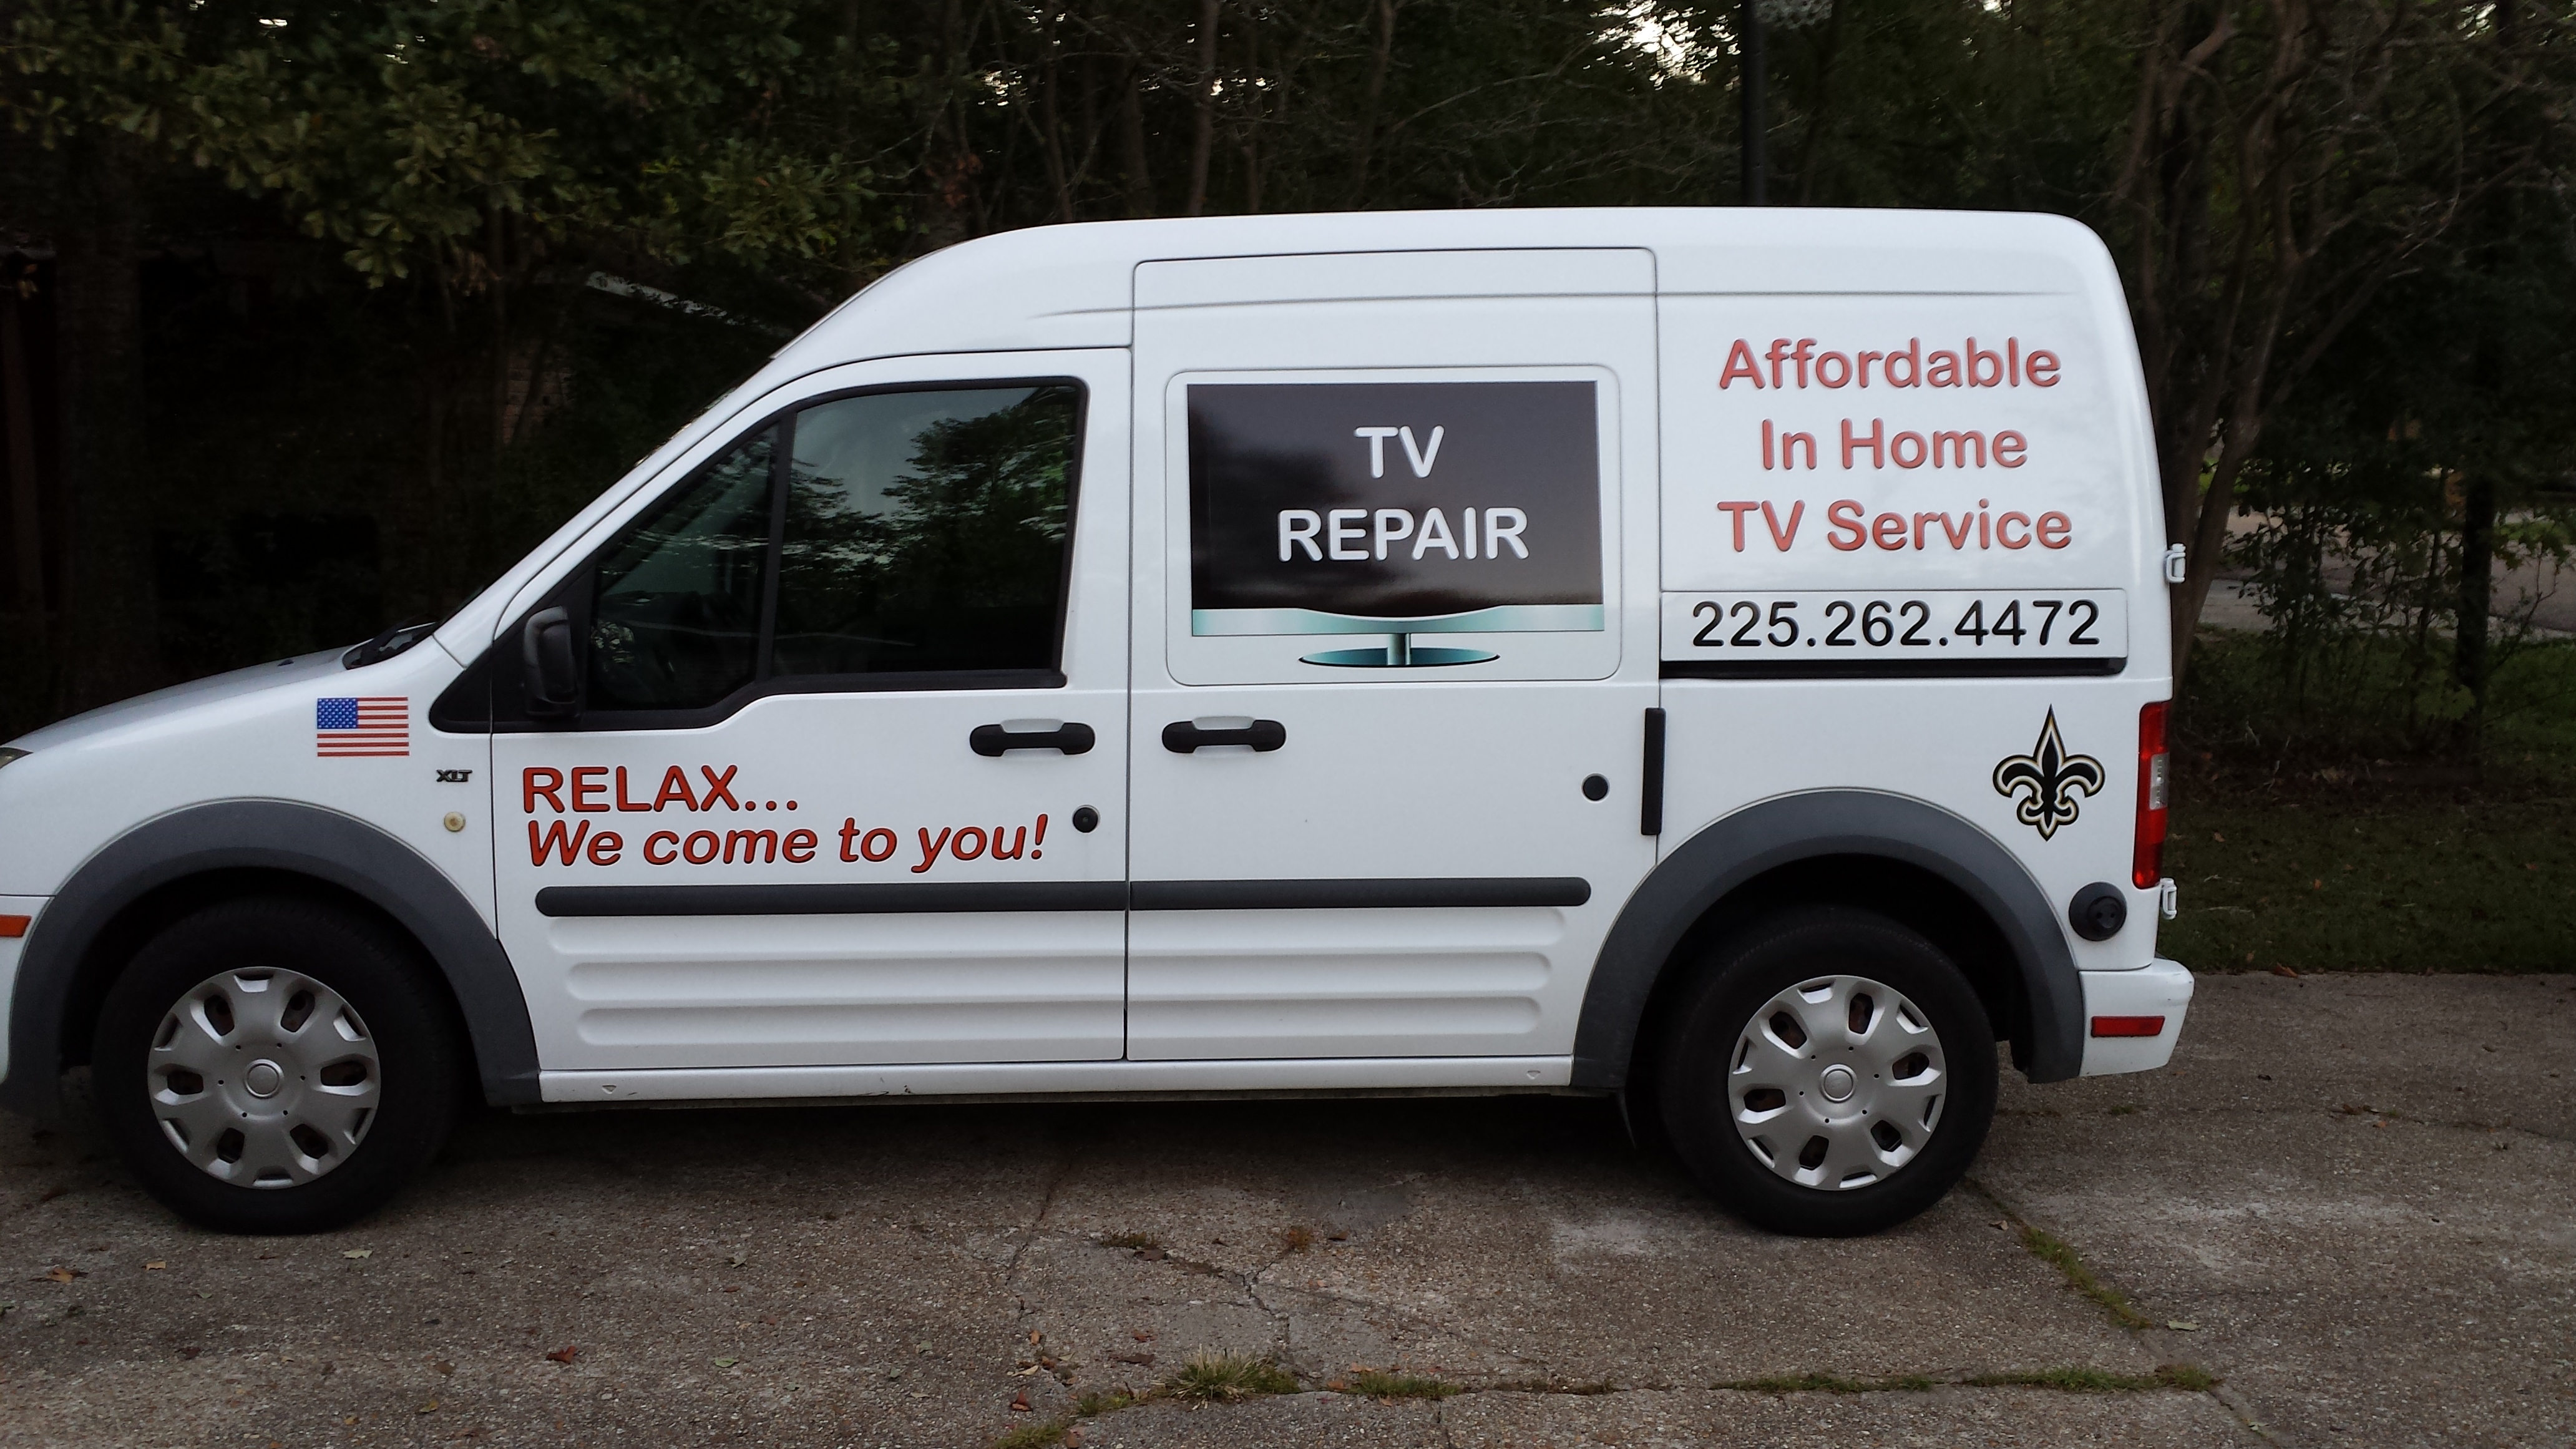 TV
REPAIR
Affordable
In Home
TV Service
225.262.4472
XLT
RELAX...
We come to you!